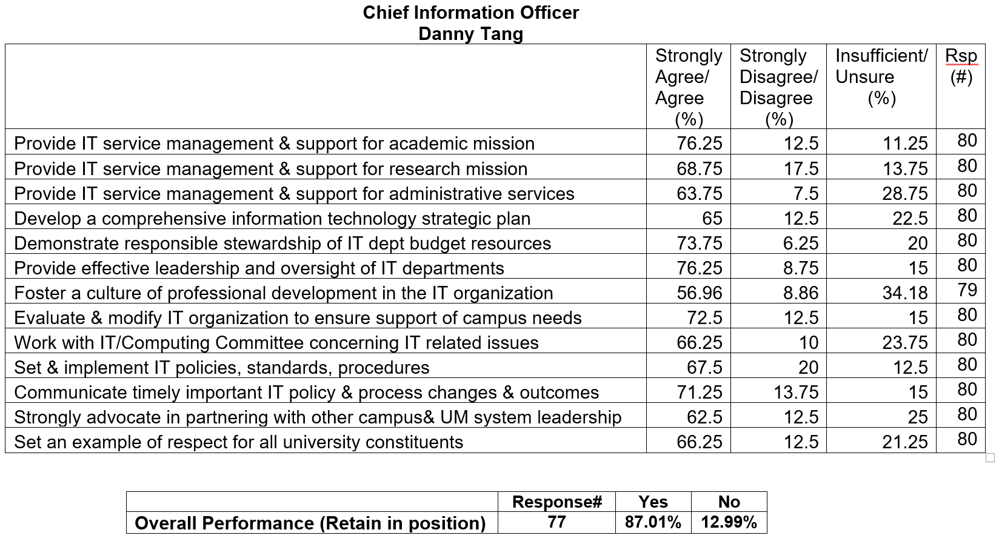 Chief Information Officer
Danny Tang
Strongly Agree/ Agree (%) Strongly Disagree/ Disagree (%) Insufficient/ Unsure (%) Rsp (#)
Provide IT service management & support for academic mission 76.25 12.5 11.25 80
Provide IT service management & support for research mission 68.75 17.5 13.75 80
Provide IT service management & support for administrative services 63.75 7.5 28.75 80
Develop a comprehensive information technology strategic plan 65 12.5 22.5 80
Demonstrate responsible stewardship of IT dept budget resources 73.75 6.25 20 80
Provide effective leadership and oversight of IT departments 76.25 8.75 15 80
Foster a culture of professional development in the IT organization 56.96 8.86 34.18 79
Evaluate & modify IT organization to ensure support of campus needs 72.5 12.5 15 80
Work with IT/Computing Committee concerning IT related issues 66.25 10 23.75 80
Set & implement IT policies, standards, procedures 67.5 20 12.5 80
Communicate timely important IT policy & process changes & outcomes 71.25 13.75 15 80
Strongly advocate in partnering with other campus& UM system leadership 62.5 12.5 25 80
Set an example of respect for all university constituents 66.25 12.5 21.25 80
Response# Yes No
Overall Performance (Retain in position) 77 87.01% 12.99%